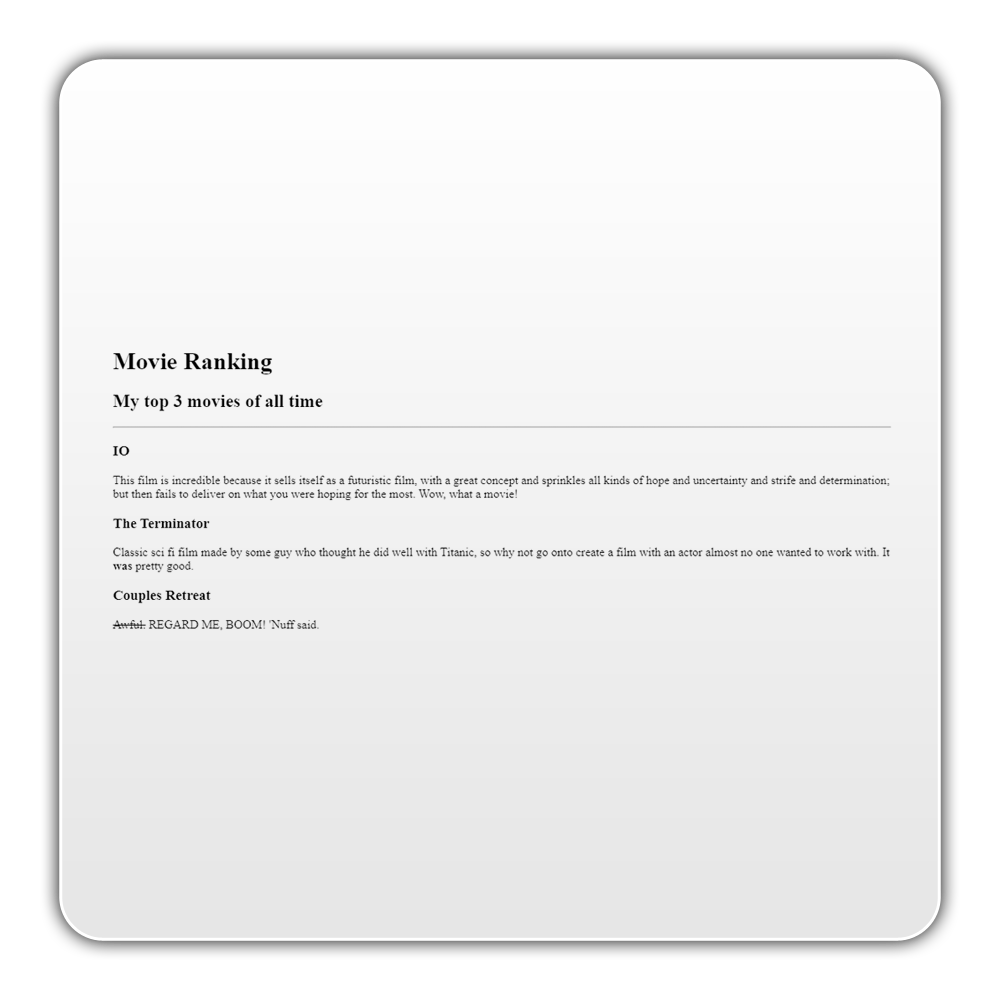 Movie Ranking
My top 3 movies of all time
IO
This film is incredible because it sells itself as a futuristic film, with a great concept and sprinkles all kinds of hope and uncertainty and strife and determination;
but then fails to deliver on what you were hoping for the most. Wow, what a movie!
The Terminator
Classic sci fi film made by some guy who thought he did well with Titanic, so why not go onto create a film with an actor almost no one wanted to work with. It
was pretty good.
Couples Retreat
Awful. REGARD ME, BOOM! 'Nuff said.